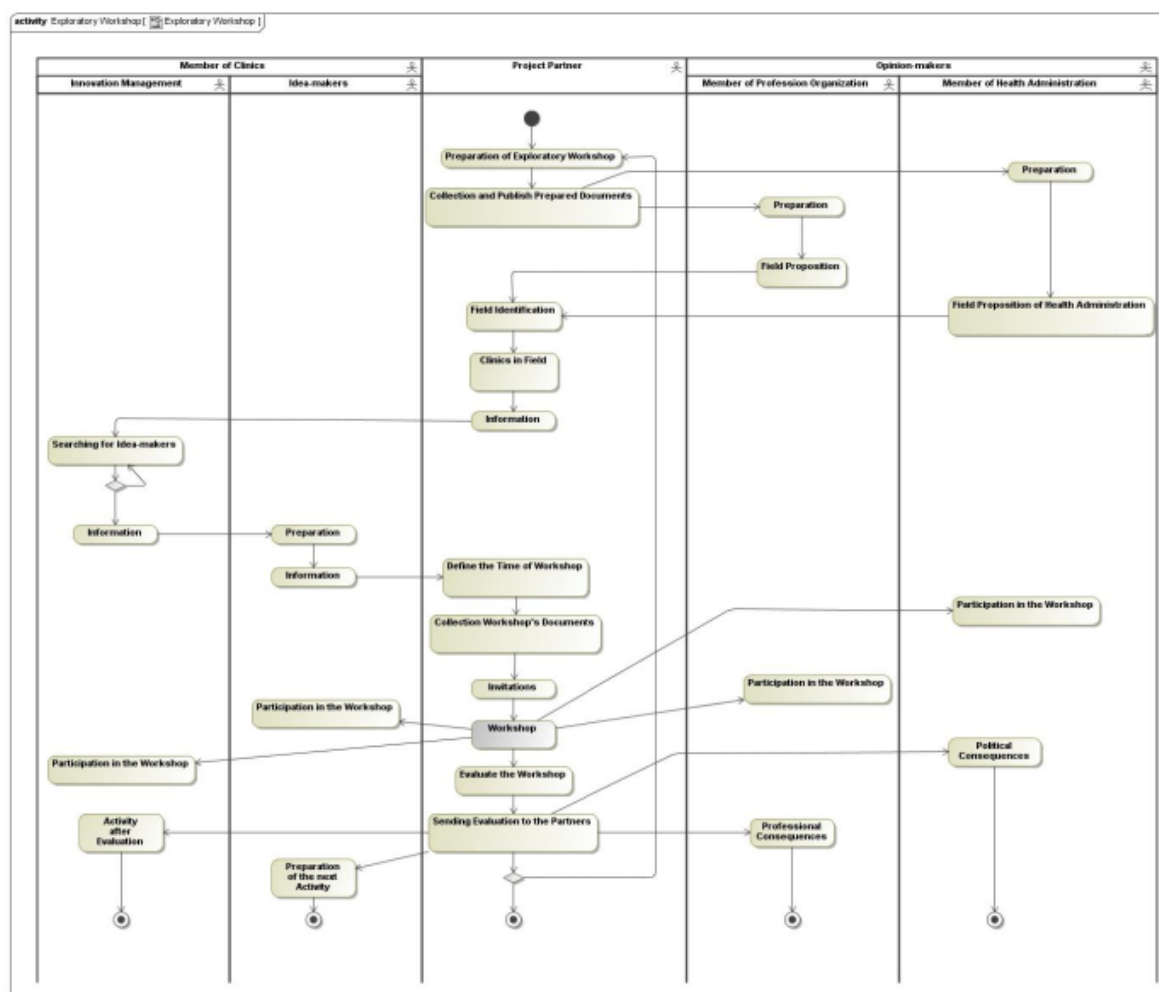 activity Exploratory Workshop [ Exploratory Workshop ]
Member of Clinics
Project Partner
Opinion-makers
Innovation Management
Idea-makers
Member of Profession Organization
Member of Health Administration
Preparation of Exploratory Workshop
Preparation
Collection and Publish Prepared Documents
Preparation
Field Proposition
Field Identification
Field Proposition of Health Administration
Clinics in Field
Information
Searching for Idea-makers
Information
Preparation
Information
Define the Time of Workshop
Participation in the Workshop
Collection Workshop's Documents
Invitations
Participation in the Workshop
Participation in the Workshop
Workshop
Participation in the Workshop
Evaluate the Workshop
Political
Consequences
Activity
after
Evaluation
Sending Evaluation to the Partners
Professional
Consequences
Preparation
of the next
Activity